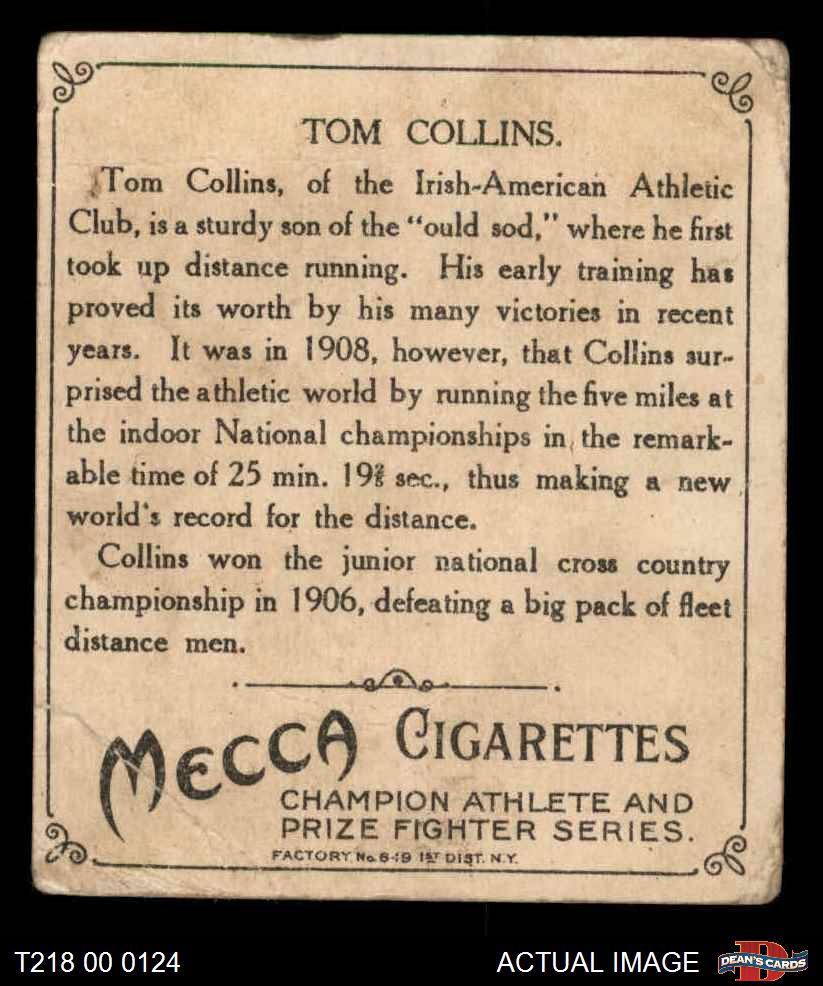 TOM COLLINS.
Tom Collins, of the Irish-American Athletic
Club, is a sturdy son of the "ould sod," where he first
took up distance running. His early training has
proved its worth by his many victories in recent
years. It was in 1908, however, that Collins sur-
prised the athletic world by running the five miles at
the indoor National championships in the remark-
able time of 25 min. 19⅖ sec., thus making a new
world's record for the distance.
Collins won the junior national cross country
championship in 1906, defeating a big pack of fleet
distance men.
MECCA CIGARETTES
CHAMPION ATHLETE AND
PRIZE FIGHTER SERIES.
FACTORY No. 649 1ST DIST. N.Y.
T218 00 0124
ACTUAL IMAGE
DEAN'S CARDS